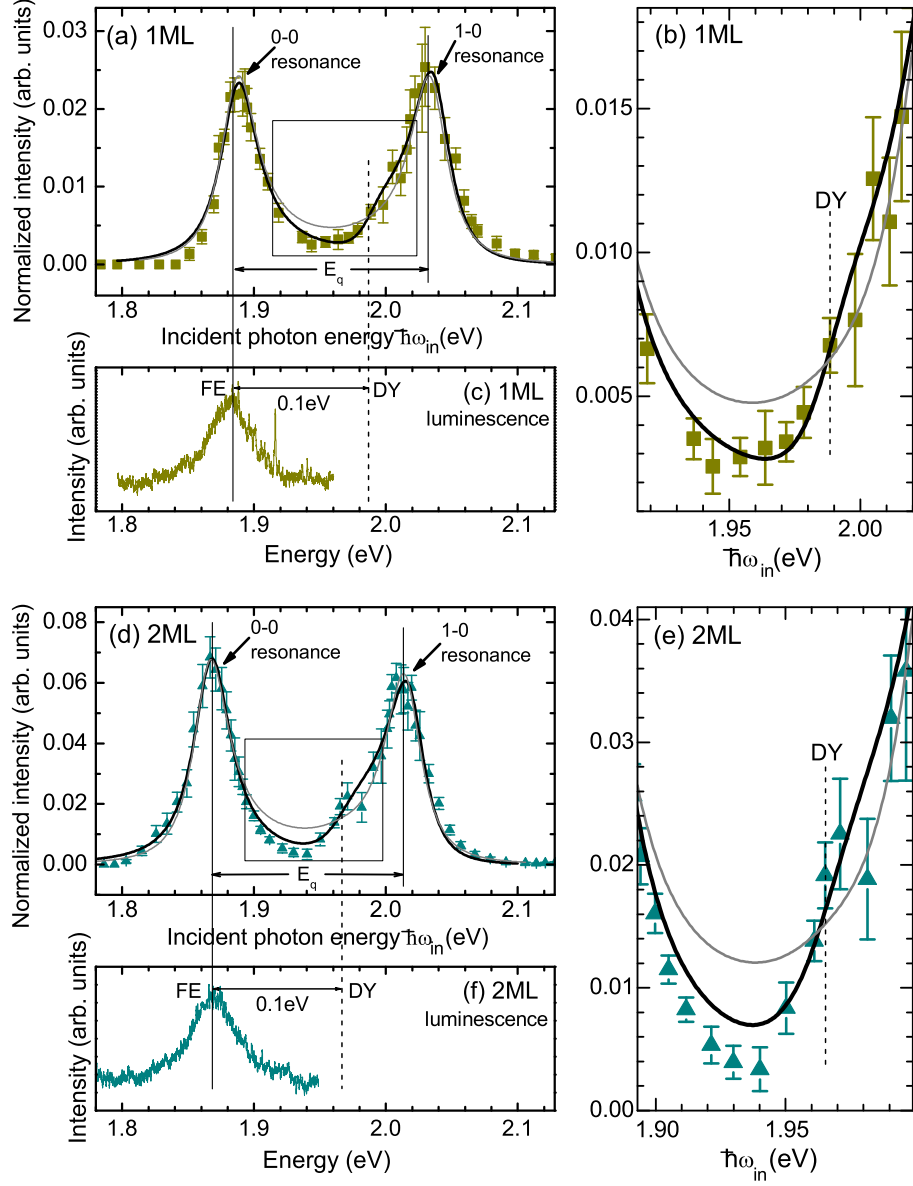 (a) 1ML
0-0
resonance
1-0
resonance
0.03
0.02
0.01
0.00
Normalized intensity (arb. units)
E_q
1.8
1.9
2.0
2.1
Incident photon energy ħω_in(eV)
(b) 1ML
DY
0.015
0.010
0.005
1.95
2.00
ħω_in(eV)
(c) 1ML
luminescence
FE
DY
0.1eV
Intensity (arb. units)
1.8
1.9
2.0
2.1
Energy (eV)
(d) 2ML
0-0
resonance
1-0
resonance
0.08
0.06
0.04
0.02
0.00
Normalized intensity (arb. units)
E_q
1.8
1.9
2.0
2.1
Incident photon energy ħω_in(eV)
(e) 2ML
DY
0.04
0.03
0.02
0.01
0.00
1.90
1.95
ħω_in(eV)
(f) 2ML
luminescence
FE
DY
0.1eV
Intensity (arb. units)
1.8
1.9
2.0
2.1
Energy (eV)